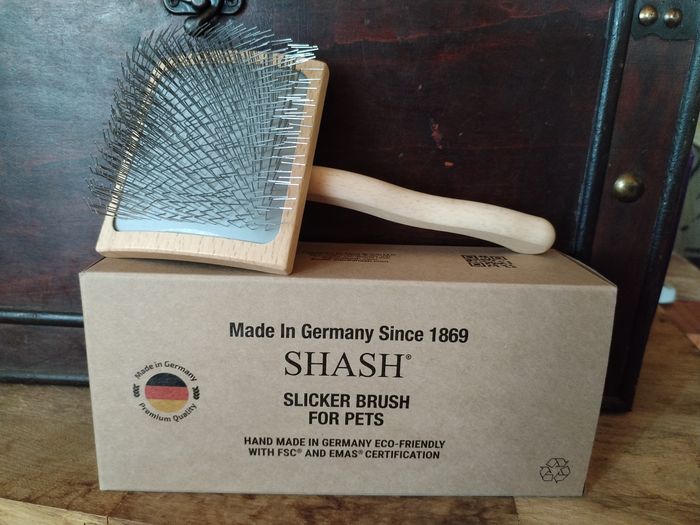 Made In Germany Since 1869
SHASH®
SLICKER BRUSH
FOR PETS
HAND MADE IN GERMANY ECO-FRIENDLY
WITH FSC® AND EMAS® CERTIFICATION
Made in Germany
Premium Quality